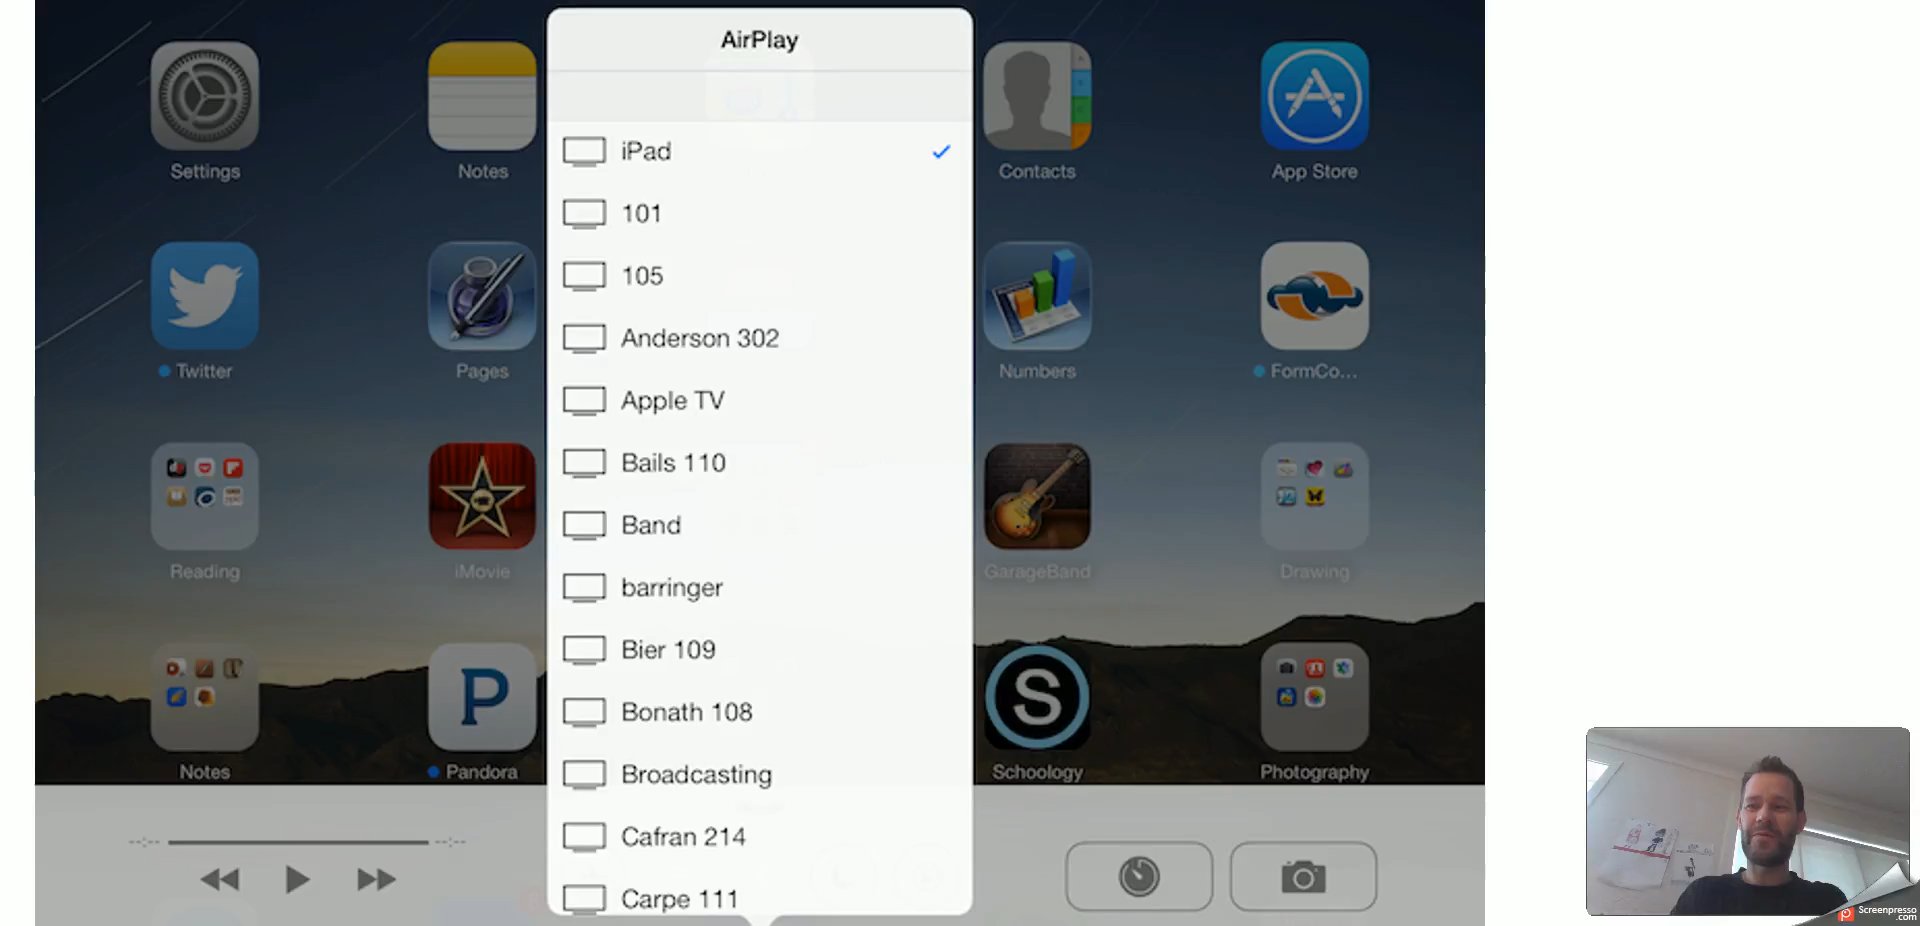 AirPlay
iPad
101
105
Anderson 302
Apple TV
Bails 110
Band
barringer
Bier 109
Bonath 108
Broadcasting
Cafran 214
Carpe 111
Settings
Notes
Contacts
App Store
Twitter
Pages
Numbers
FormCo...
Reading
iMovie
GarageBand
Drawing
Notes
Pandora
Schoology
Photography
--:--
--:--
Screenpresso
.com